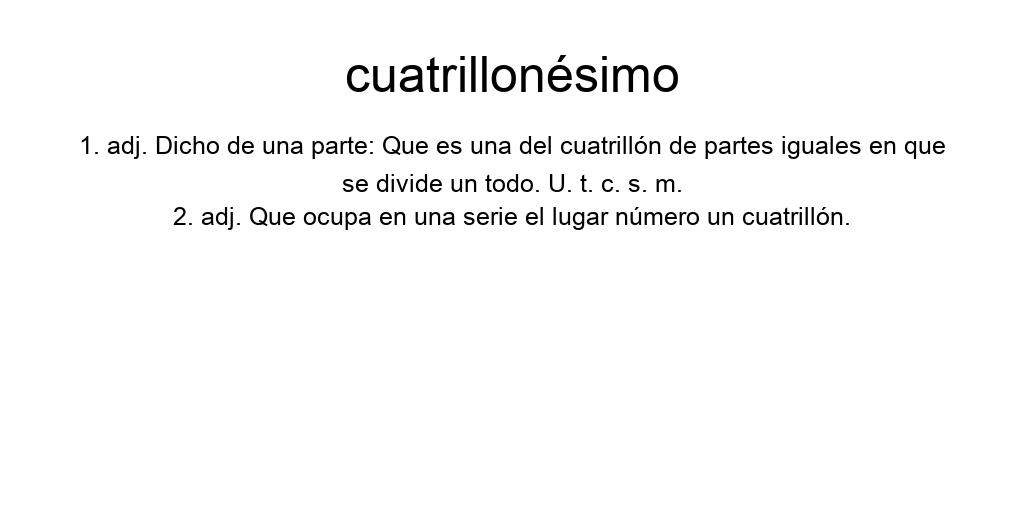 cuatrillonésimo
1. adj. Dicho de una parte: Que es una del cuatrillón de partes iguales en que
se divide un todo. U. t. c. s. m.
2. adj. Que ocupa en una serie el lugar número un cuatrillón.